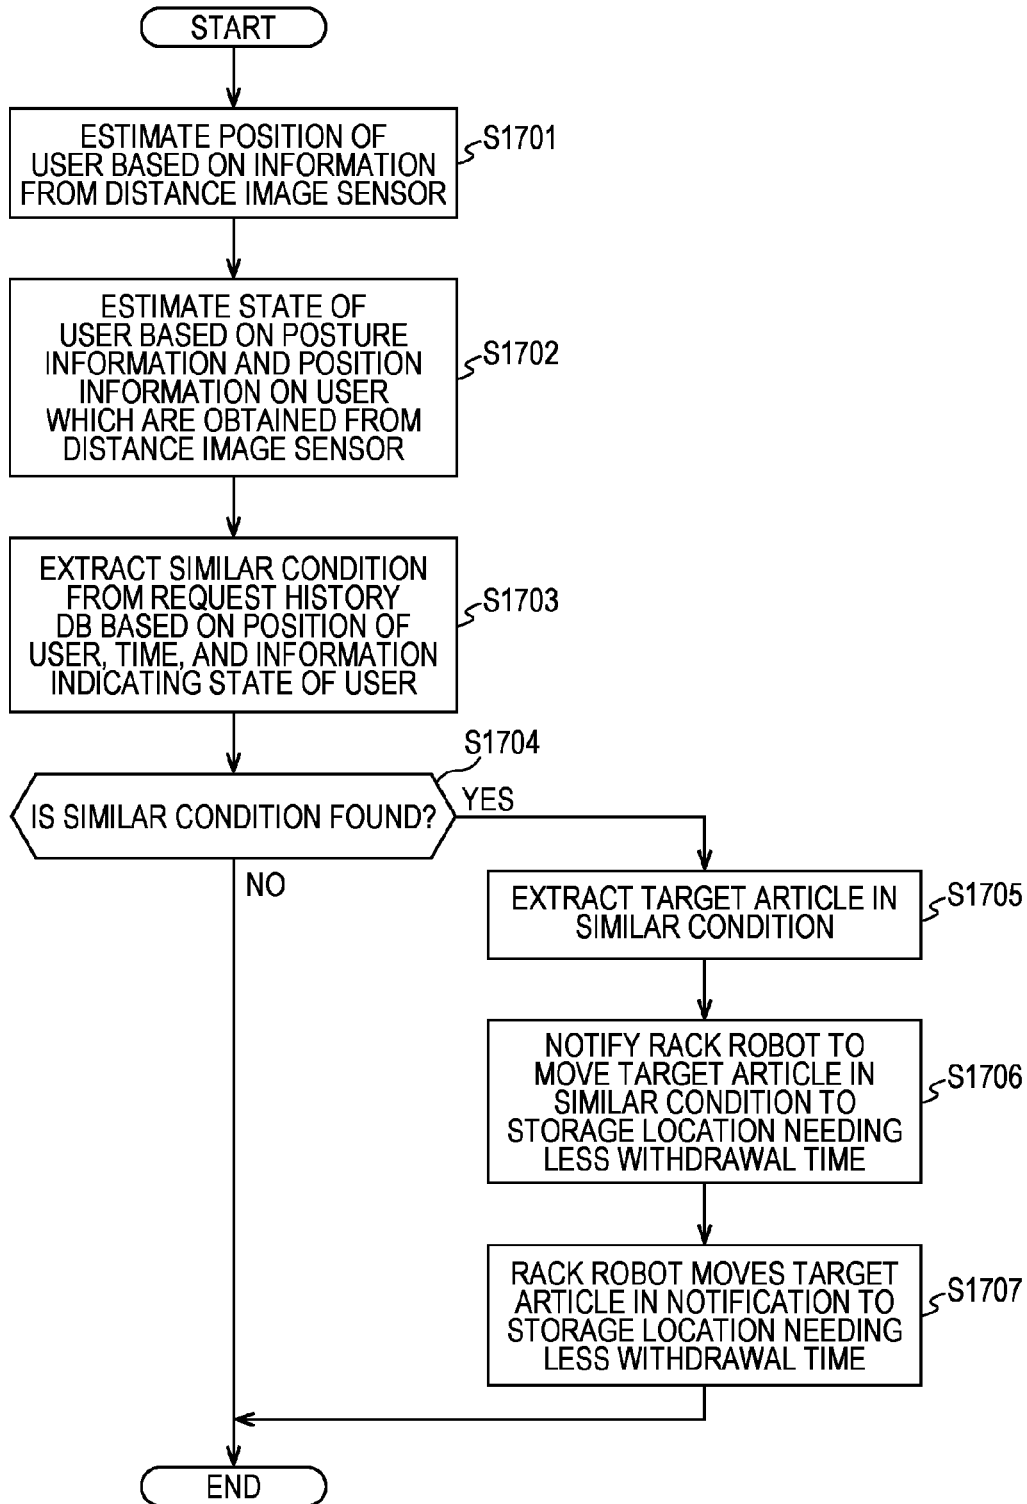 START
ESTIMATE POSITION OF
USER BASED ON INFORMATION
FROM DISTANCE IMAGE SENSOR
S1701
ESTIMATE STATE OF
USER BASED ON POSTURE
INFORMATION AND POSITION
INFORMATION ON USER
WHICH ARE OBTAINED FROM
DISTANCE IMAGE SENSOR
S1702
EXTRACT SIMILAR CONDITION
FROM REQUEST HISTORY
DB BASED ON POSITION OF
USER, TIME, AND INFORMATION
INDICATING STATE OF USER
S1703
S1704
IS SIMILAR CONDITION FOUND?
YES
NO
EXTRACT TARGET ARTICLE IN
SIMILAR CONDITION
S1705
NOTIFY RACK ROBOT TO
MOVE TARGET ARTICLE IN
SIMILAR CONDITION TO
STORAGE LOCATION NEEDING
LESS WITHDRAWAL TIME
S1706
RACK ROBOT MOVES TARGET
ARTICLE IN NOTIFICATION TO
STORAGE LOCATION NEEDING
LESS WITHDRAWAL TIME
S1707
END